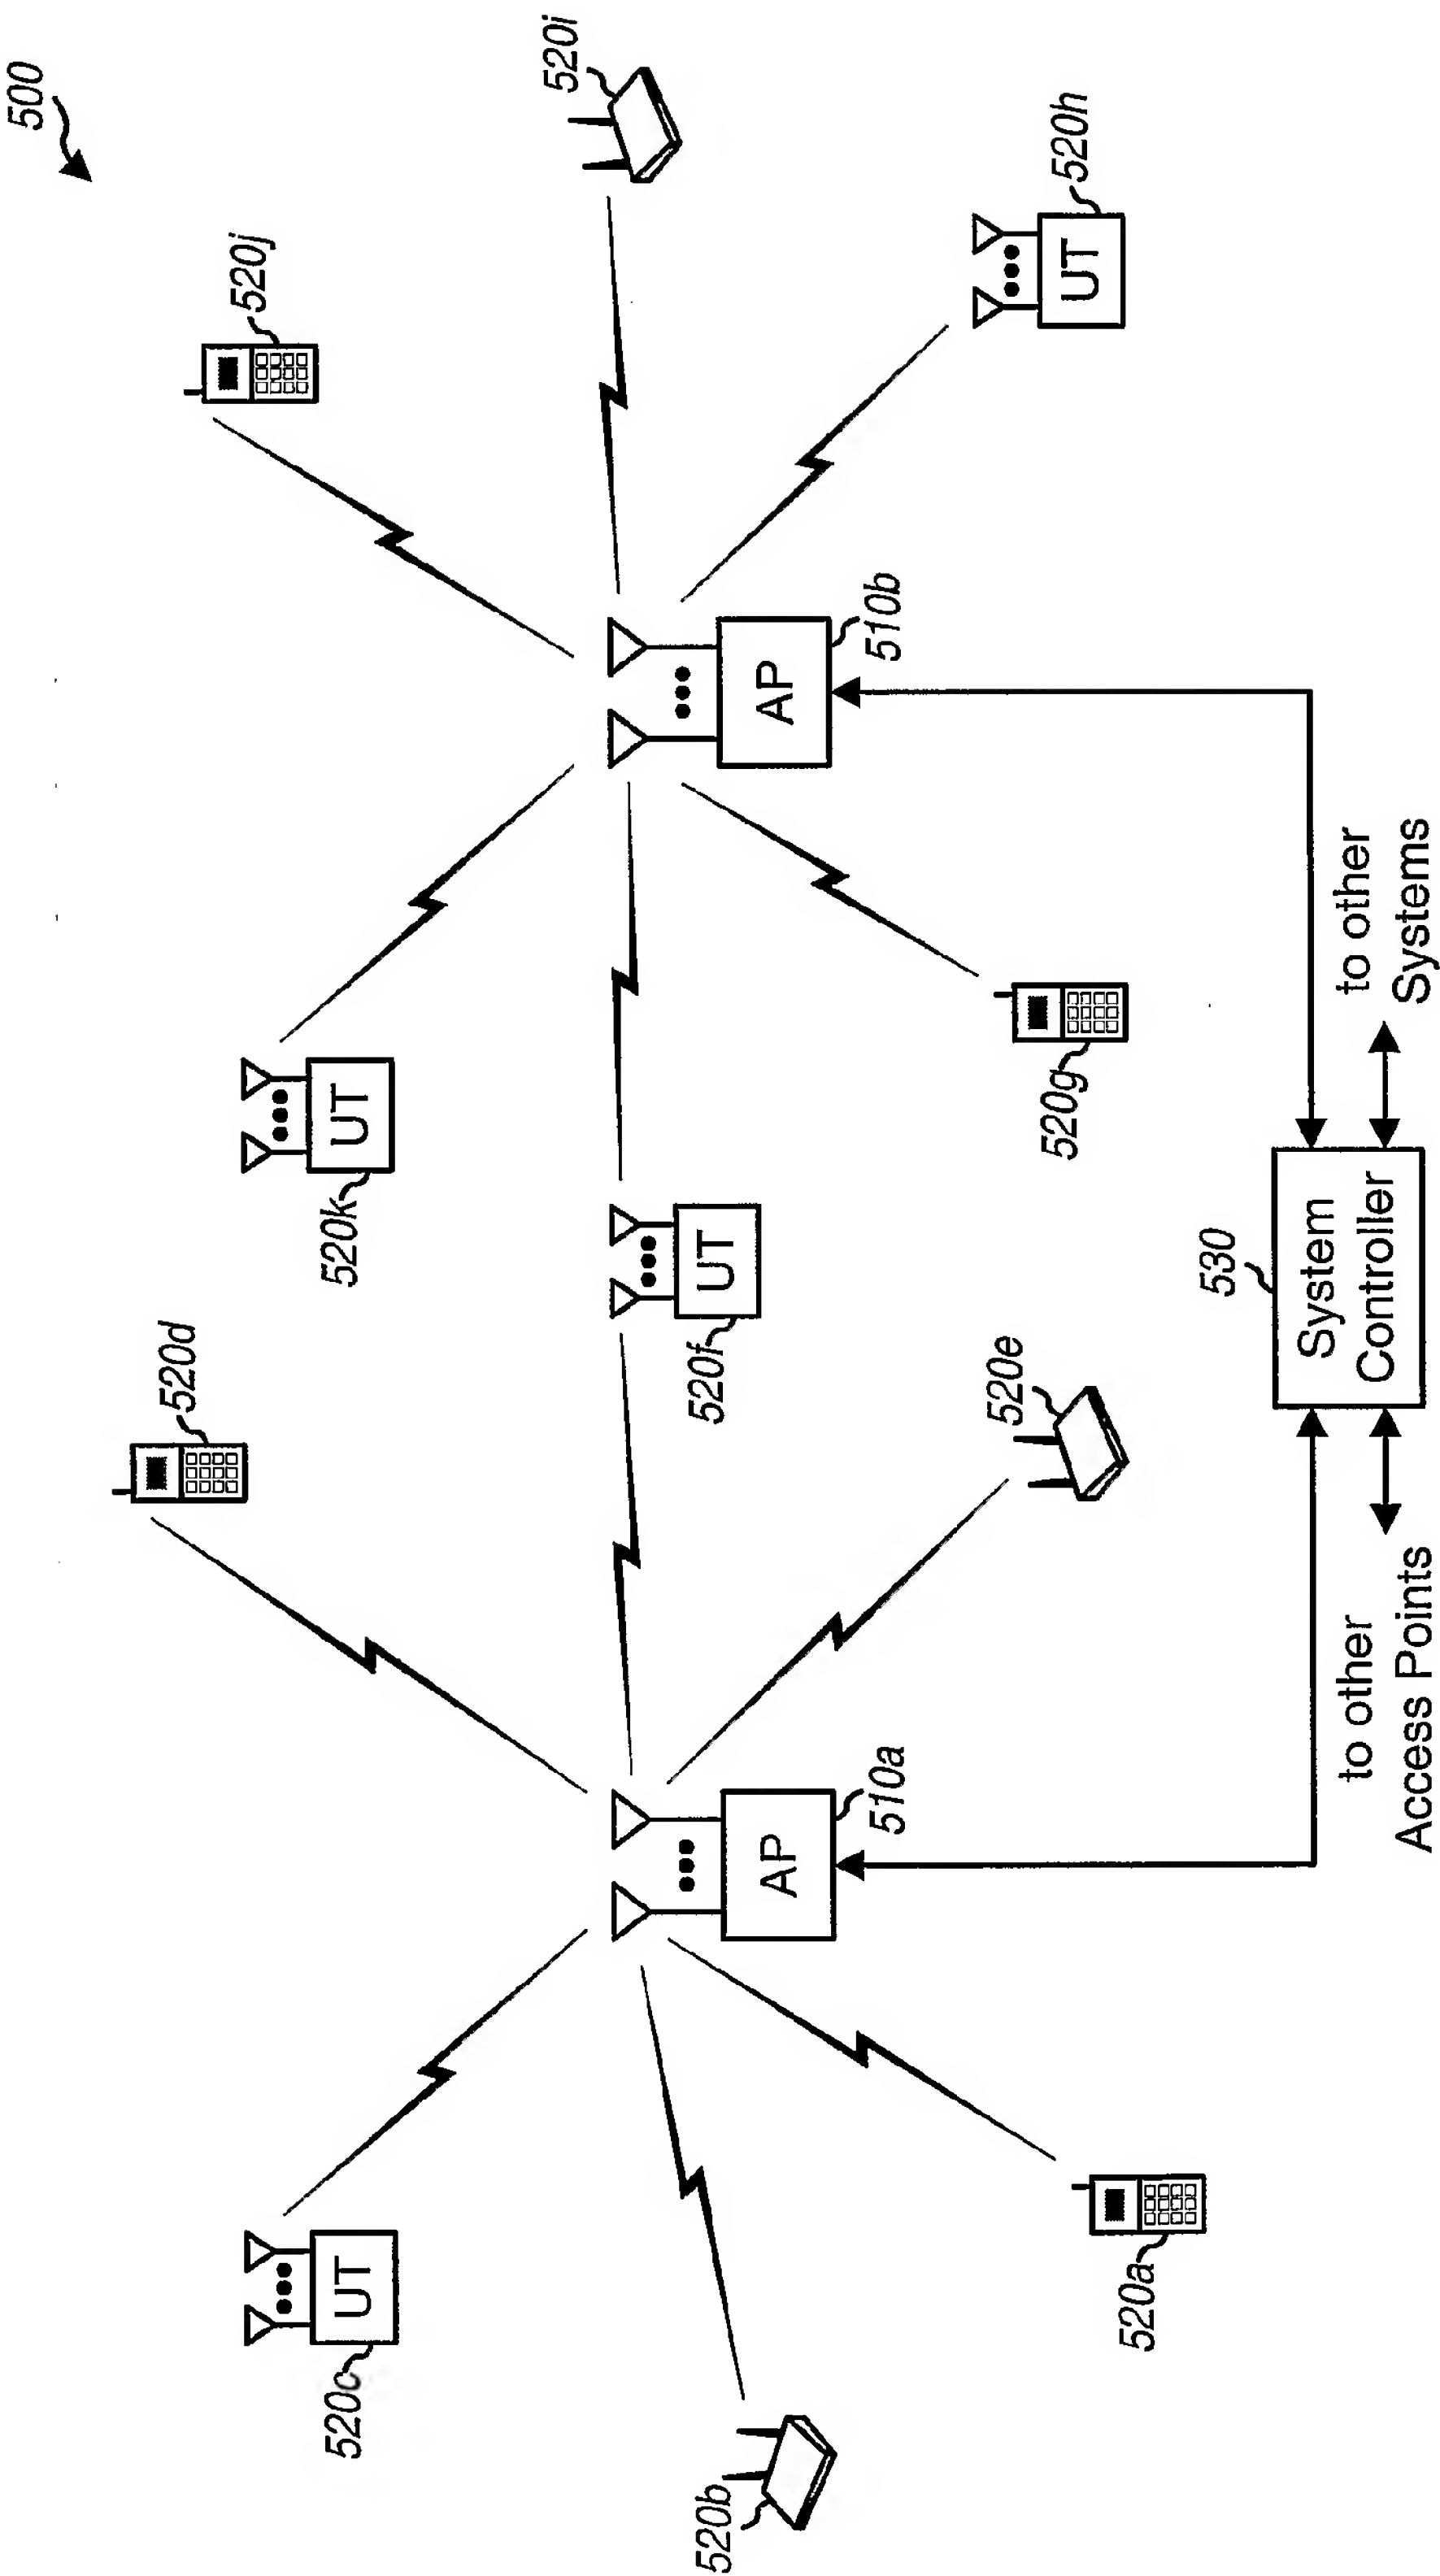 500
520d
520j
520c
UT
520k
UT
520i
520b
520f
UT
AP
510a
AP
510b
520e
520g
520h
UT
520a
530
System
Controller
to other
Access Points
to other
Systems